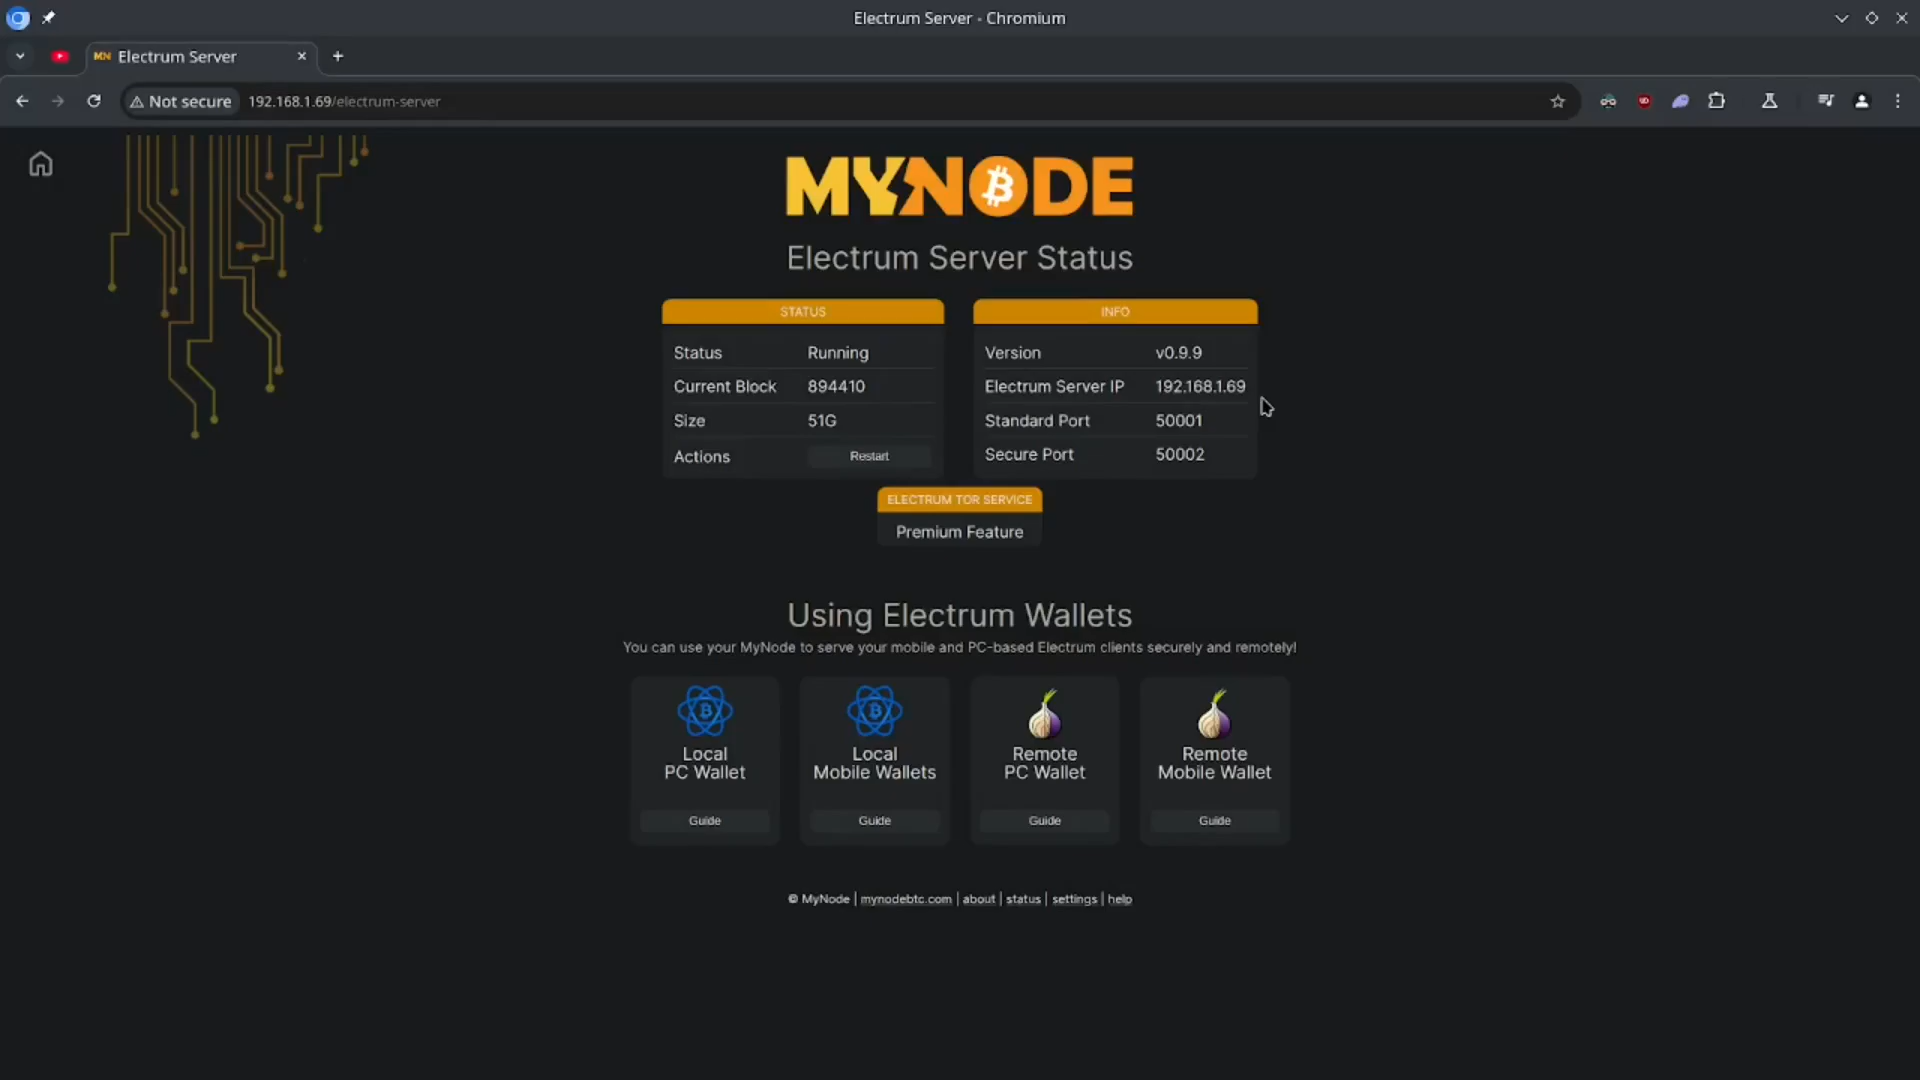 Electrum Server - Chromium
MN Electrum Server
Not secure 192.168.1.69/electrum-server
MYNODE
Electrum Server Status
STATUS
Status Running
Current Block 894410
Size 51G
Actions Restart
INFO
Version v0.9.9
Electrum Server IP 192.168.1.69
Standard Port 50001
Secure Port 50002
ELECTRUM TOR SERVICE
Premium Feature
Using Electrum Wallets
You can use your MyNode to serve your mobile and PC-based Electrum clients securely and remotely!
Local
PC Wallet
Guide
Local
Mobile Wallets
Guide
Remote
PC Wallet
Guide
Remote
Mobile Wallet
Guide
© MyNode | mynodebtc.com | about | status | settings | help